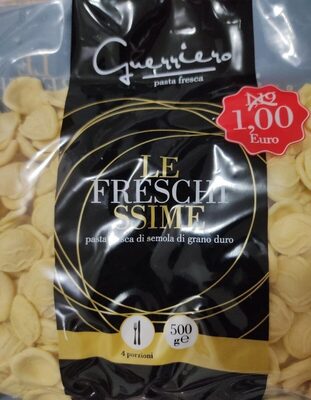 Guerriero
pasta fresca
1,00
Euro
LE
FRESCHI
SSIME
pasta fresca di semola di grano duro
4 porzioni
500
g℮